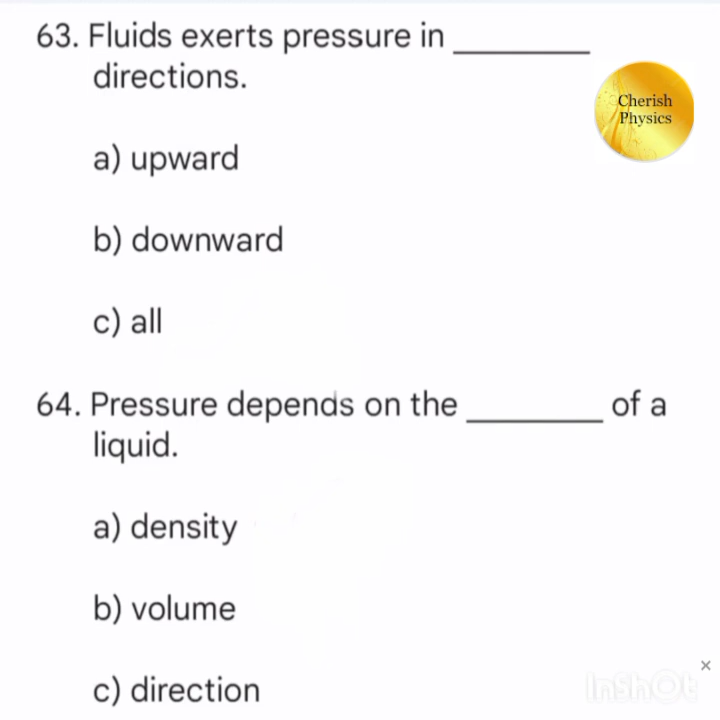 63. Fluids exerts pressure in ________
directions.
Cherish
Physics
a) upward
b) downward
c) all
64. Pressure depends on the ________ of a
liquid.
a) density
b) volume
c) direction
InShOt